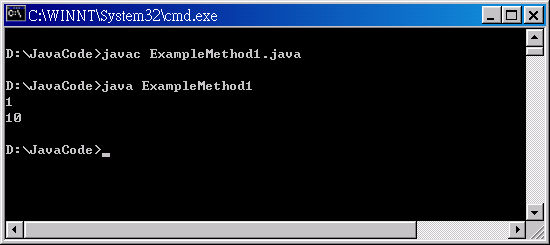 C:\WINNT\System32\cmd.exe
D:\JavaCode>javac ExampleMethod1.java
D:\JavaCode>java ExampleMethod1
1
10
D:\JavaCode>_